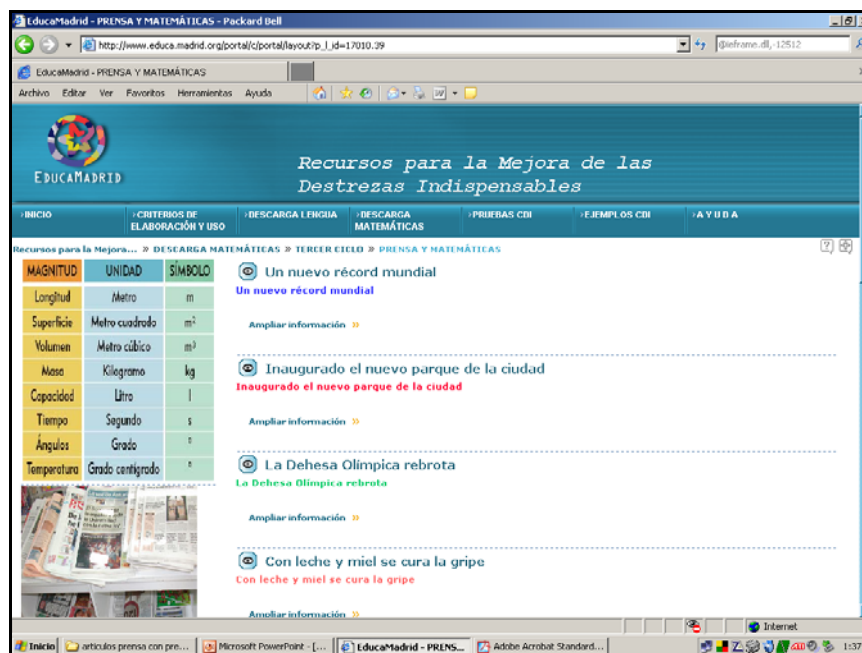 EducaMadrid - PRENSA Y MATEMÁTICAS - Packard Bell
http://www.educa.madrid.org/portal/c/portal/layout?p_l_id=17010.39
@ieframe.dll,-12512
EducaMadrid - PRENSA Y MATEMÁTICAS
Archivo Editar Ver Favoritos Herramientas Ayuda
EDUCAMADRID
Recursos para la Mejora de las
Destrezas Indispensables
INICIO
CRITERIOS DE
ELABORACIÓN Y USO
DESCARGA LENGUA
DESCARGA
MATEMÁTICAS
PRUEBAS CDI
EJEMPLOS CDI
AYUDA
Recursos para la Mejora... » DESCARGA MATEMÁTICAS » TERCER CICLO » PRENSA Y MATEMÁTICAS
MAGNITUD UNIDAD SÍMBOLO
Longitud Metro m
Superficie Metro cuadrado m²
Volumen Metro cúbico m³
Masa Kilogramo kg
Capacidad Litro l
Tiempo Segundo s
Ángulos Grado °
Temperatura Grado centígrado °
Un nuevo récord mundial
Un nuevo récord mundial
Ampliar información »
Inaugurado el nuevo parque de la ciudad
Inaugurado el nuevo parque de la ciudad
Ampliar información »
La Dehesa Olímpica rebrota
La Dehesa Olímpica rebrota
Ampliar información »
Con leche y miel se cura la gripe
Con leche y miel se cura la gripe
Ampliar información »
Internet
Inicio articulos prensa con pre... Microsoft PowerPoint - [... EducaMadrid - PRENS... Adobe Acrobat Standard... 1:37